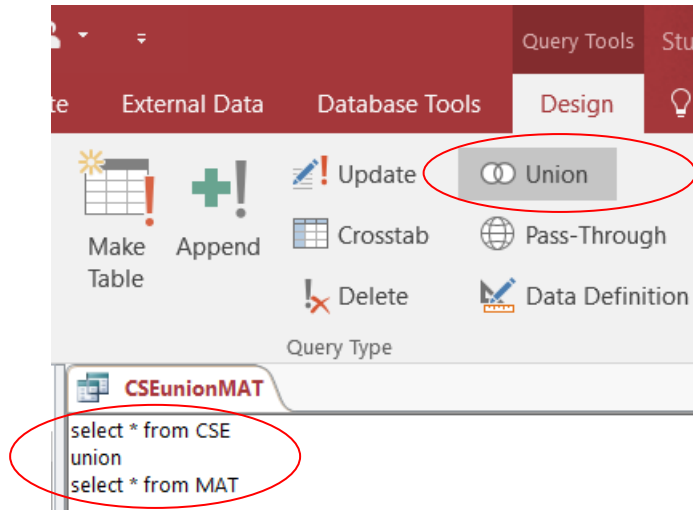 Query Tools Stu
te External Data Database Tools Design
Update Union
Make Table Append Crosstab Pass-Through
Delete Data Definition
Query Type
CSEunionMAT
select * from CSE
union
select * from MAT